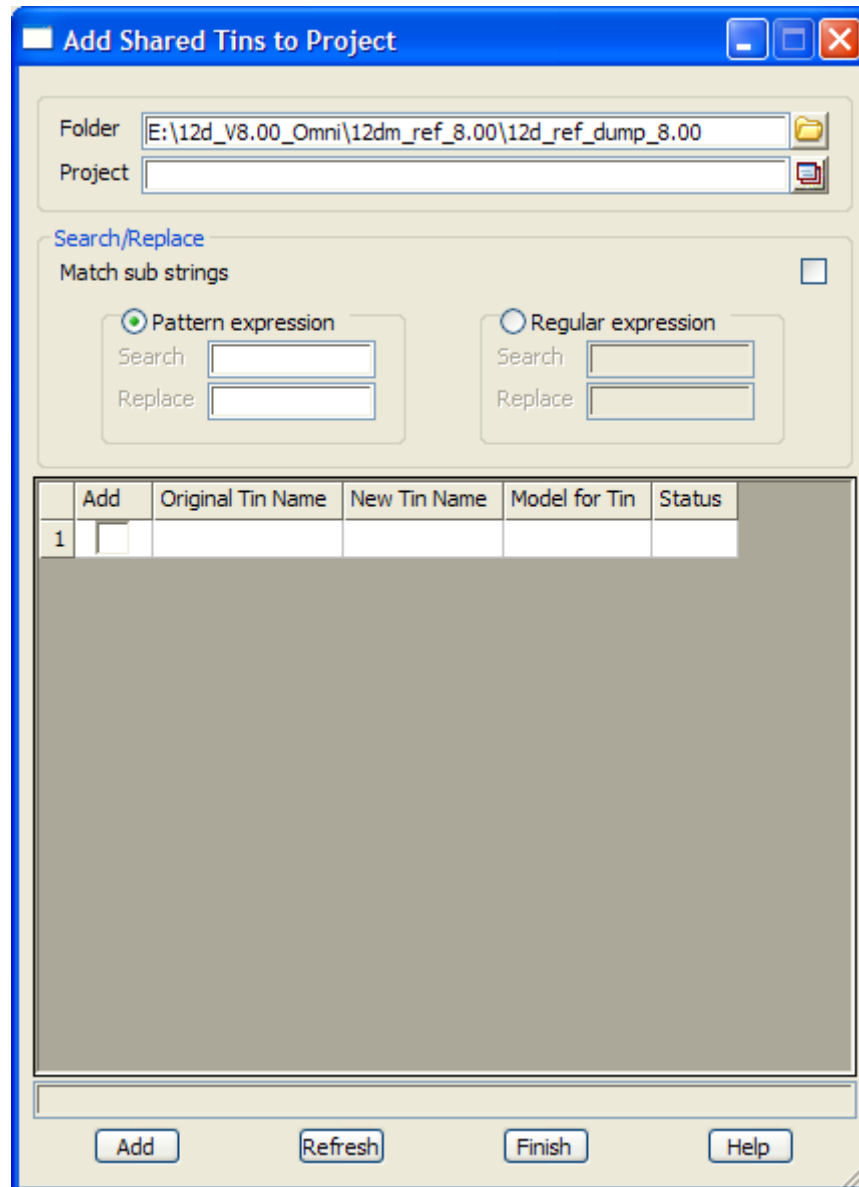 Add Shared Tins to Project
Folder E:\12d_V8.00_Omni\12dm_ref_8.00\12d_ref_dump_8.00
Project
Search/Replace
Match sub strings
Pattern expression Regular expression
Search Search
Replace Replace
Add Original Tin Name New Tin Name Model for Tin Status
1
Add Refresh Finish Help